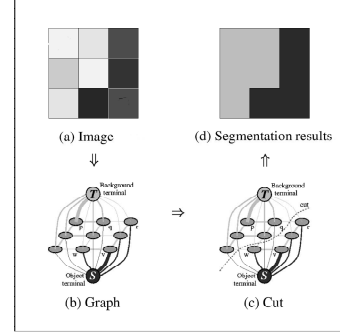 (a) Image
(d) Segmentation results
⇓
⇑
Background
terminal
T
p
q
r
w
v
Object
terminal
S
⇒
Background
terminal
T
cut
p
q
r
w
v
Object
terminal
S
(b) Graph
(c) Cut